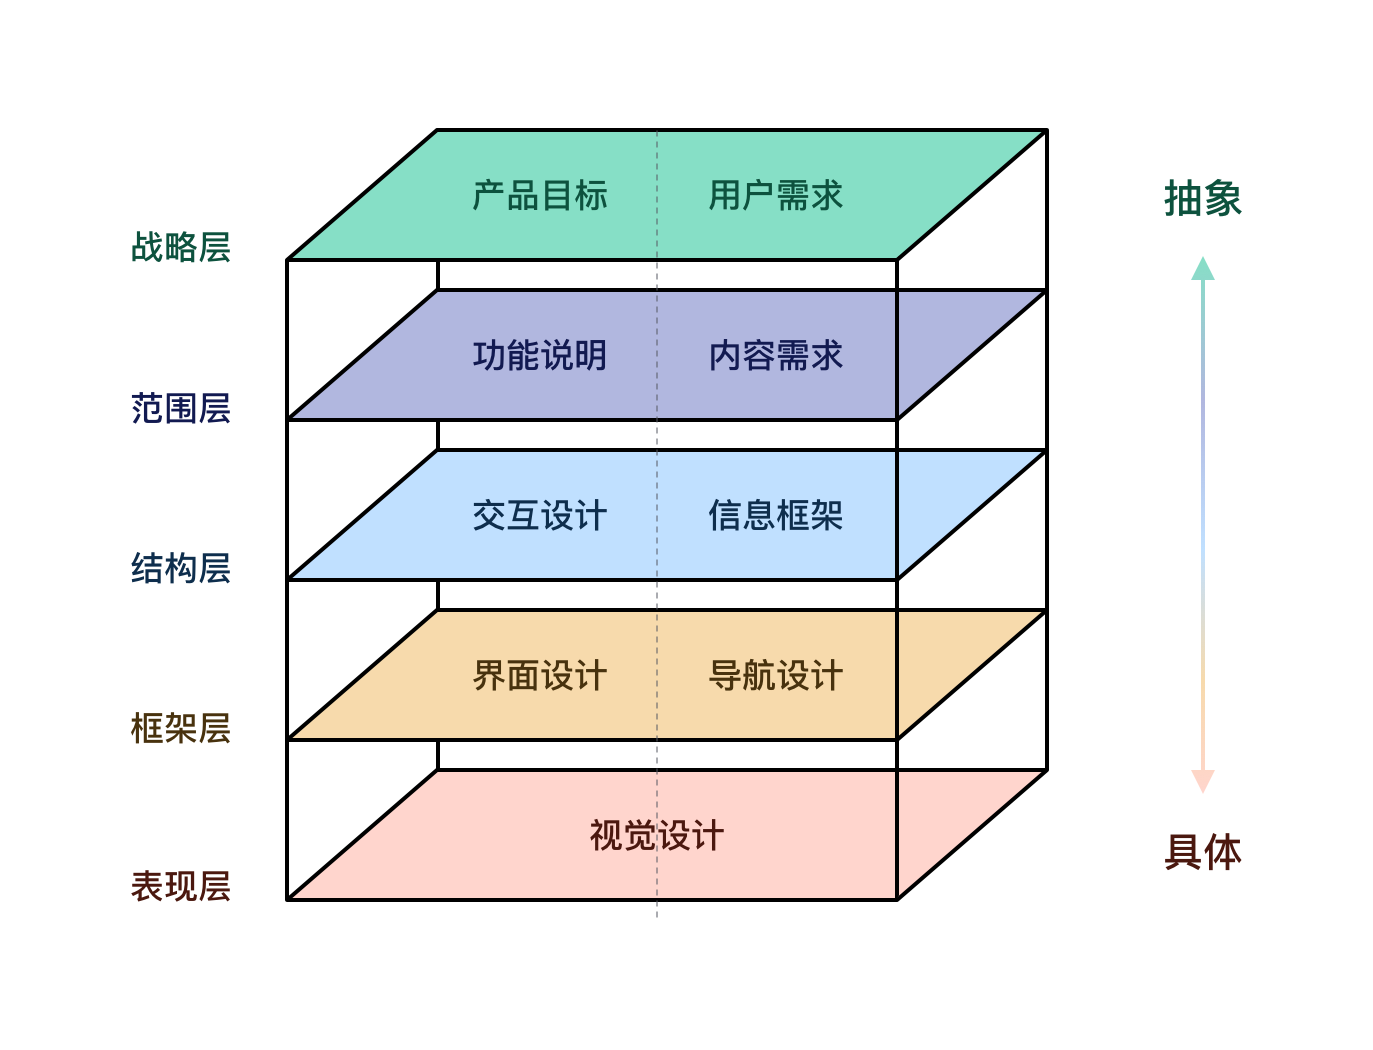 产品目标 用户需求
抽象
战略层
功能说明 内容需求
范围层
交互设计 信息框架
结构层
界面设计 导航设计
框架层
视觉设计
具体
表现层